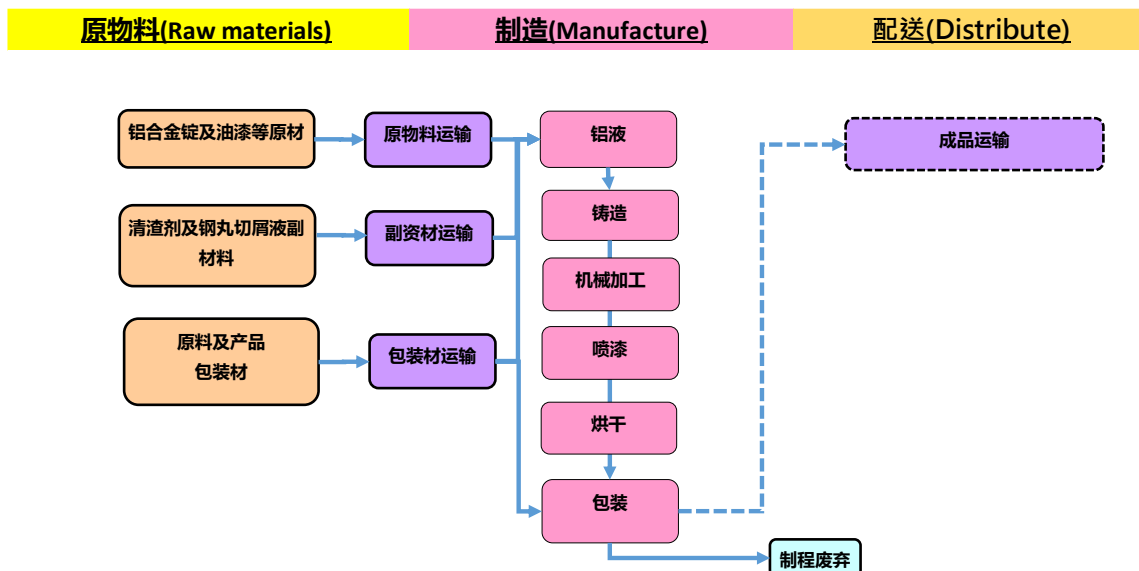 原物料(Raw materials)
制造(Manufacture)
配送(Distribute)
铝合金锭及油漆等原材
原物料运输
铝液
成品运输
铸造
清渣剂及钢丸切屑液副
材料
副资材运输
机械加工
原料及产品
包装材
包装材运输
喷漆
烘干
包装
制程废弃